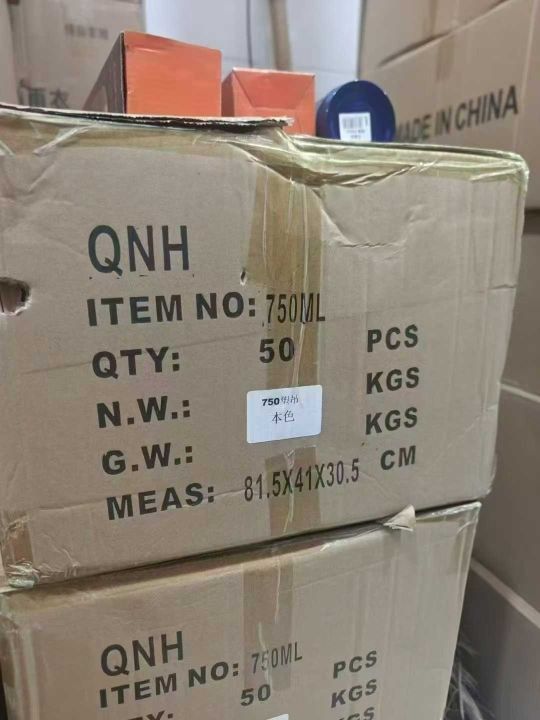 MADE IN CHINA
QNH
ITEM NO: 750ML
QTY: 50 PCS
N.W.: KGS
G.W.: KGS
MEAS: 81.5X41X30.5 CM
本色
QNH
ITEM NO: 750ML
50 PCS
KGS